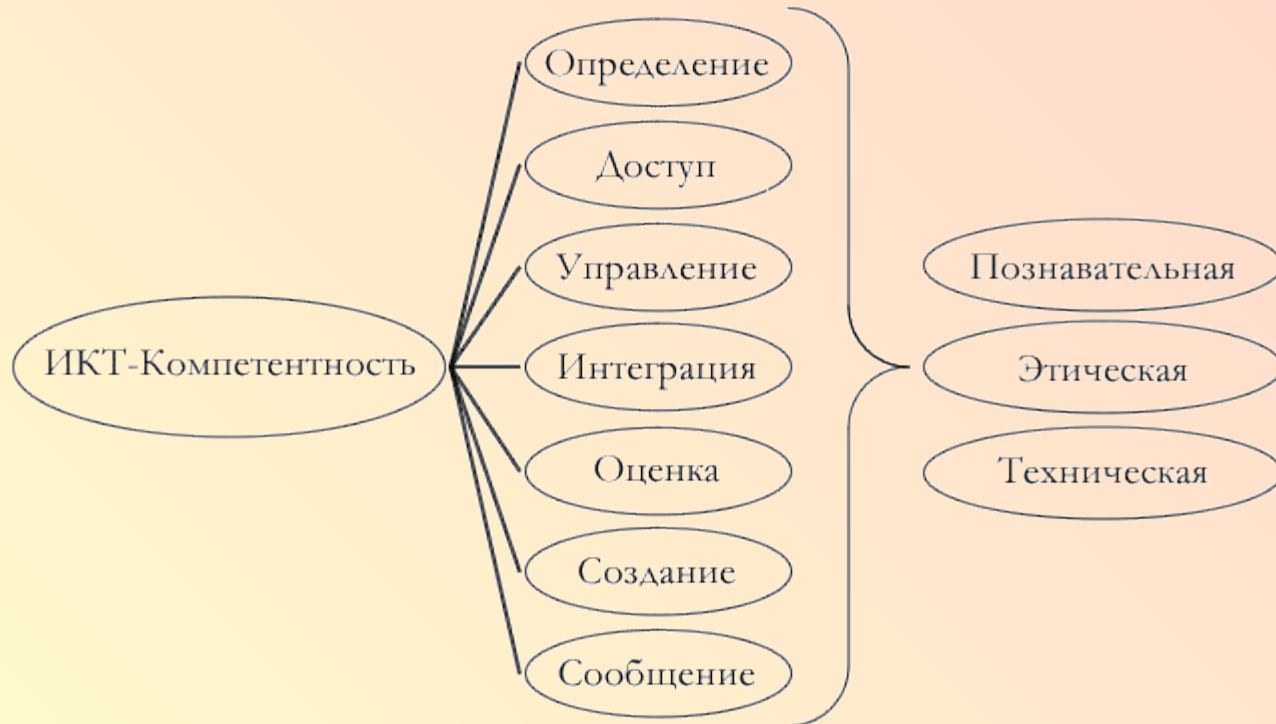 ИКТ-Компетентность
Определение
Доступ
Управление
Интеграция
Оценка
Создание
Сообщение
Познавательная
Этическая
Техническая